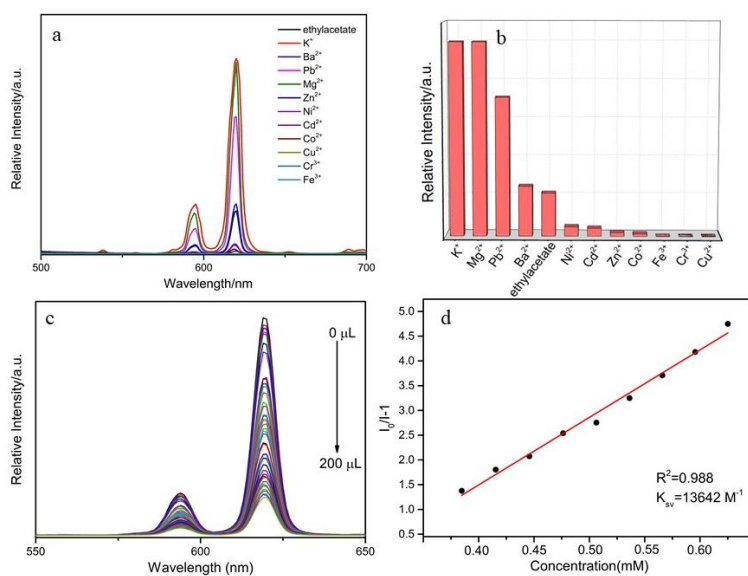 a
ethylacetate
K⁺
Ba²⁺
Pb²⁺
Mg²⁺
Zn²⁺
Ni²⁺
Cd²⁺
Co²⁺
Cu²⁺
Cr³⁺
Fe³⁺
Relative Intensity/a.u.
500 600 700
Wavelength/nm
b
Relative Intensity/a.u.
K⁺ Mg²⁺ Pb²⁺ Ba²⁺ ethylacetate Ni²⁺ Cd²⁺ Zn²⁺ Co²⁺ Fe³⁺ Cr³⁺ Cu²⁺
c
0 μL
200 μL
Relative Intensity/a.u.
550 600 650
Wavelength (nm)
d
I₀/I-1
5.0
4.5
4.0
3.5
3.0
2.5
2.0
1.5
1.0
0.5
R²=0.988
Kₛᵥ=13642 M⁻¹
0.40 0.45 0.50 0.55 0.60
Concentration(mM)